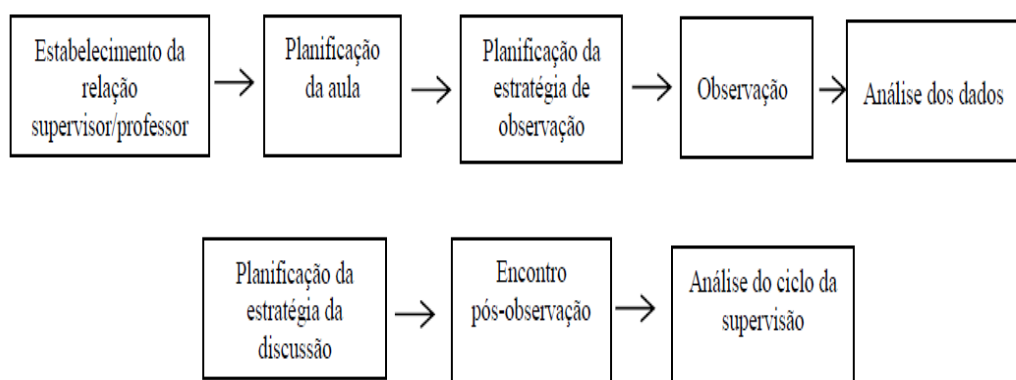 Estabelecimento da
relação
supervisor/professor
Planificação
da aula
Planificação da
estratégia de
observação
Observação
Análise dos dados
Planificação da
estratégia da
discussão
Encontro
pós-observação
Análise do ciclo da
supervisão